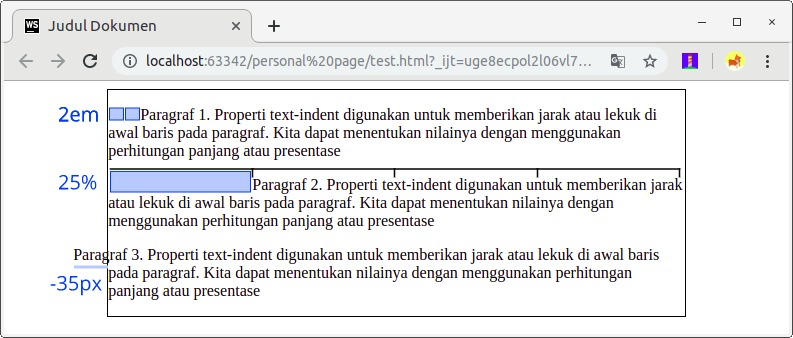 WS Judul Dokumen
localhost:63342/personal%20page/test.html?_ijt=uge8ecpol2l06vl7…
2em Paragraf 1. Properti text-indent digunakan untuk memberikan jarak atau lekuk di
awal baris pada paragraf. Kita dapat menentukan nilainya dengan menggunakan
perhitungan panjang atau presentase
25% Paragraf 2. Properti text-indent digunakan untuk memberikan jarak
atau lekuk di awal baris pada paragraf. Kita dapat menentukan nilainya dengan
menggunakan perhitungan panjang atau presentase
Paragraf 3. Properti text-indent digunakan untuk memberikan jarak atau lekuk di awal baris
-35px pada paragraf. Kita dapat menentukan nilainya dengan menggunakan perhitungan
panjang atau presentase